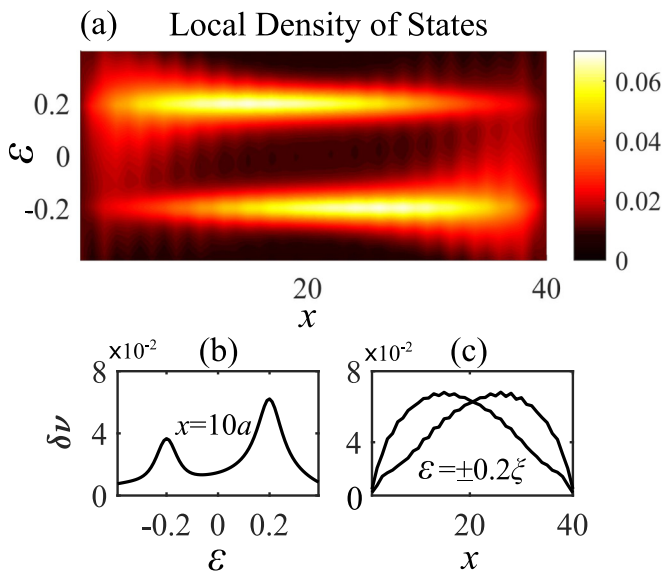 (a) Local Density of States
0.2
0
-0.2
ε
20
40
x
0.06
0.04
0.02
0
(b)
×10⁻²
8
4
0
δν
x=10a
-0.2
0
0.2
ε
(c)
×10⁻²
8
4
0
ε=±0.2ξ
20
40
x